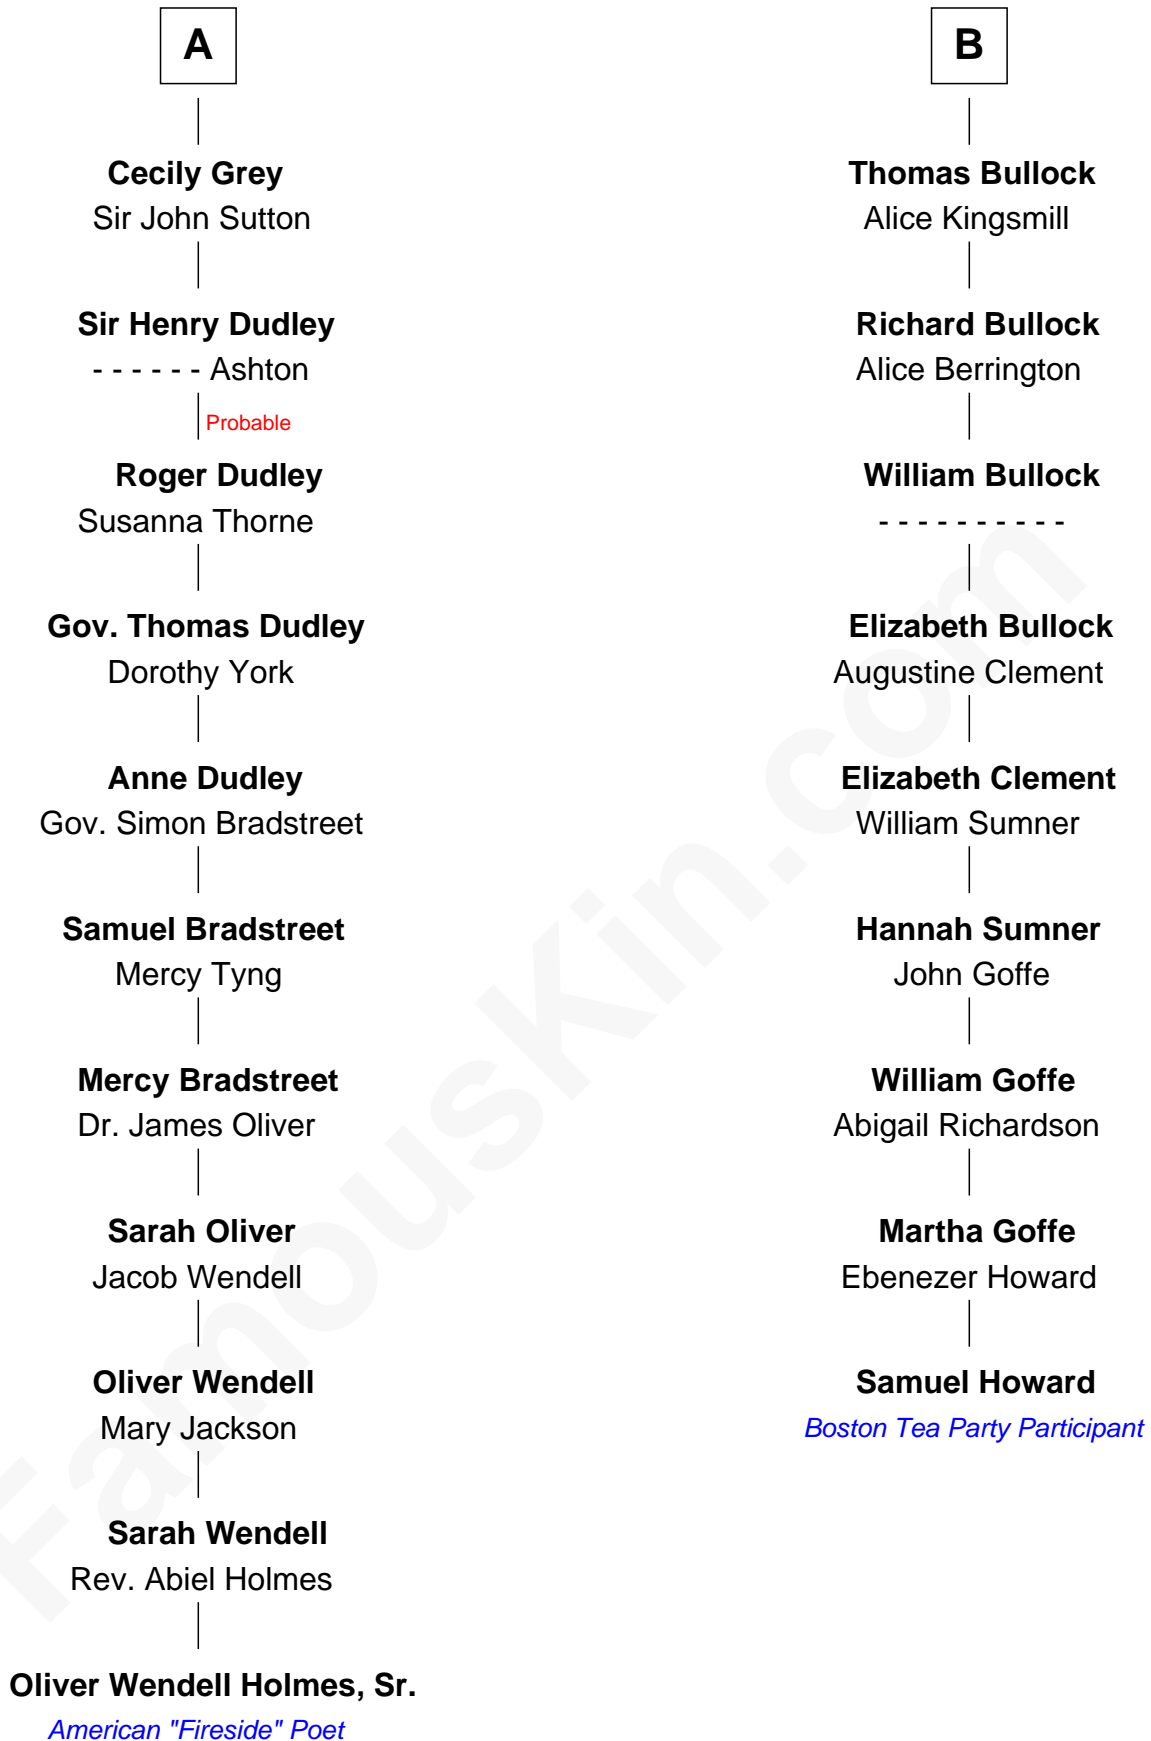 A
Cecily Grey
Sir John Sutton
Sir Henry Dudley
- - - - - - Ashton
Probable
Roger Dudley
Susanna Thorne
Gov. Thomas Dudley
Dorothy York
Anne Dudley
Gov. Simon Bradstreet
Samuel Bradstreet
Mercy Tyng
Mercy Bradstreet
Dr. James Oliver
Sarah Oliver
Jacob Wendell
Oliver Wendell
Mary Jackson
Sarah Wendell
Rev. Abiel Holmes
Oliver Wendell Holmes, Sr.
American "Fireside" Poet
B
Thomas Bullock
Alice Kingsmill
Richard Bullock
Alice Berrington
William Bullock
- - - - - - - - - -
Elizabeth Bullock
Augustine Clement
Elizabeth Clement
William Sumner
Hannah Sumner
John Goffe
William Goffe
Abigail Richardson
Martha Goffe
Ebenezer Howard
Samuel Howard
Boston Tea Party Participant
FamousKin.com